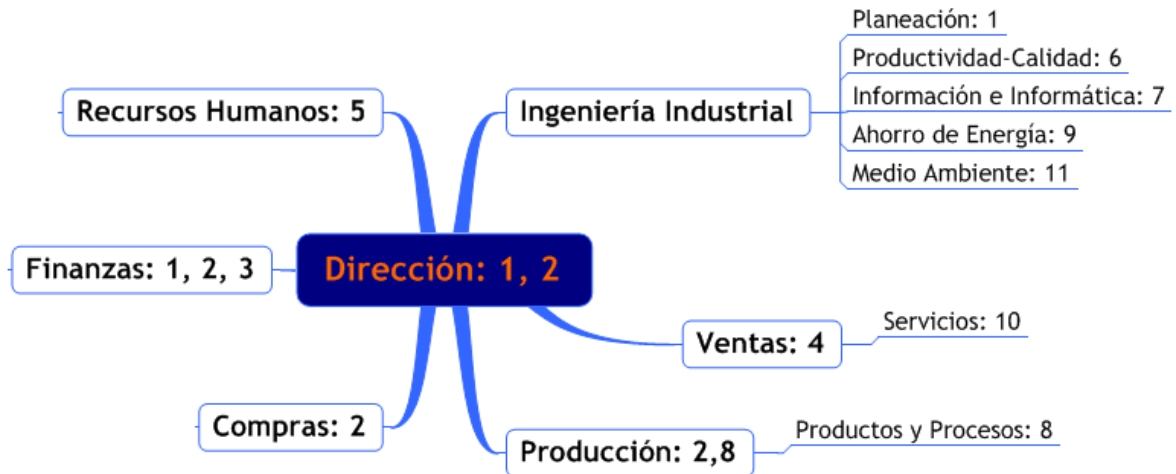 Planeación: 1
Productividad-Calidad: 6
Recursos Humanos: 5
Ingeniería Industrial
Información e Informática: 7
Ahorro de Energía: 9
Medio Ambiente: 11
Finanzas: 1, 2, 3
Dirección: 1, 2
Ventas: 4
Servicios: 10
Compras: 2
Producción: 2,8
Productos y Procesos: 8